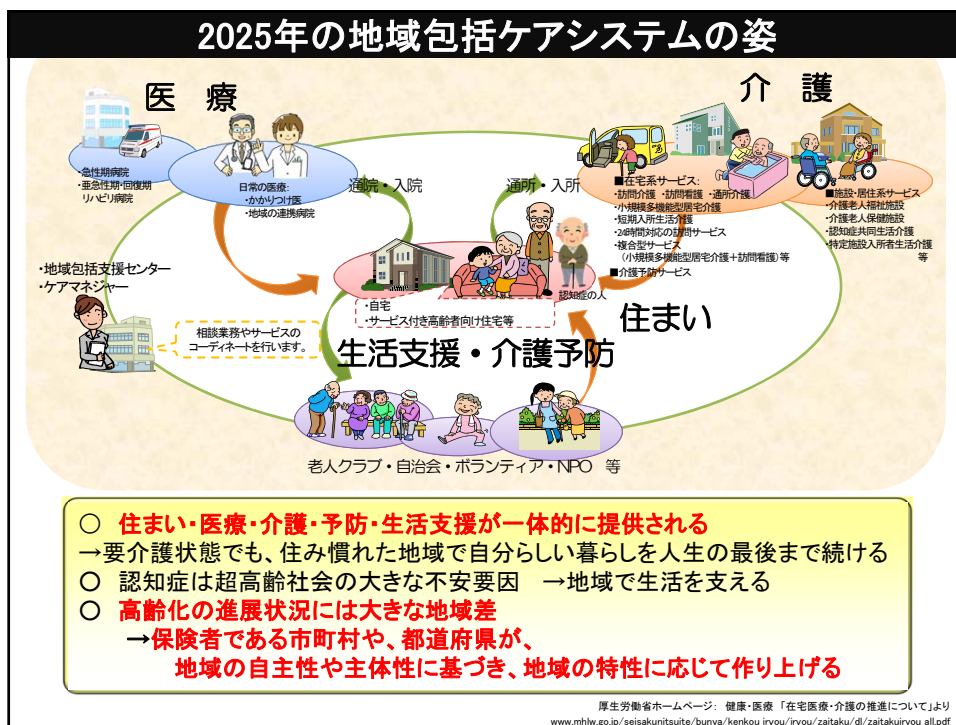 2025年の地域包括ケアシステムの姿
医 療
介 護
・急性期病院
・亜急性期・回復期
リハビリ病院
日常の医療:
・かかりつけ医
・地域の連携病院
通院・入院
通所・入所
■在宅系サービス:
・訪問介護 ・訪問看護 ・通所介護
・小規模多機能型居宅介護
・短期入所生活介護
・24時間対応の訪問サービス
・複合型サービス
(小規模多機能型居宅介護+訪問看護)等
■介護予防サービス
■施設・居住系サービス
・介護老人福祉施設
・介護老人保健施設
・認知症共同生活介護
・特定施設入所者生活介護
等
・地域包括支援センター
・ケアマネジャー
相談業務やサービスの
コーディネートを行います。
認知症の人
・自宅
・サービス付き高齢者向け住宅等
住まい
生活支援・介護予防
老人クラブ・自治会・ボランティア・NPO 等
○ 住まい・医療・介護・予防・生活支援が一体的に提供される
→要介護状態でも、住み慣れた地域で自分らしい暮らしを人生の最後まで続ける
○ 認知症は超高齢社会の大きな不安要因 →地域で生活を支える
○ 高齢化の進展状況には大きな地域差
→保険者である市町村や、都道府県が、
地域の自主性や主体性に基づき、地域の特性に応じて作り上げる
厚生労働省ホームページ: 健康・医療 「在宅医療・介護の推進について」より
www.mhlw.go.jp/seisakunitsuite/bunya/kenkou_iryou/iryou/zaitaku/dl/zaitakuiryou_all.pdf